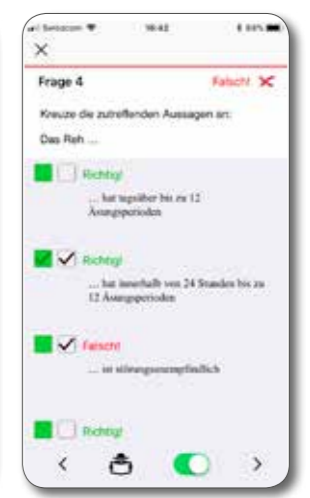 Swisscom 16:42
Frage 4 Falsch!
Kreuze die zutreffenden Aussagen an:
Das Reh ...
Richtig!
... hat tagsüber bis zu 12
Äsungsperioden
Richtig!
... hat innerhalb von 24 Stunden bis zu
12 Äsungsperioden
Falsch!
... ist störungsunempfindlich
Richtig!